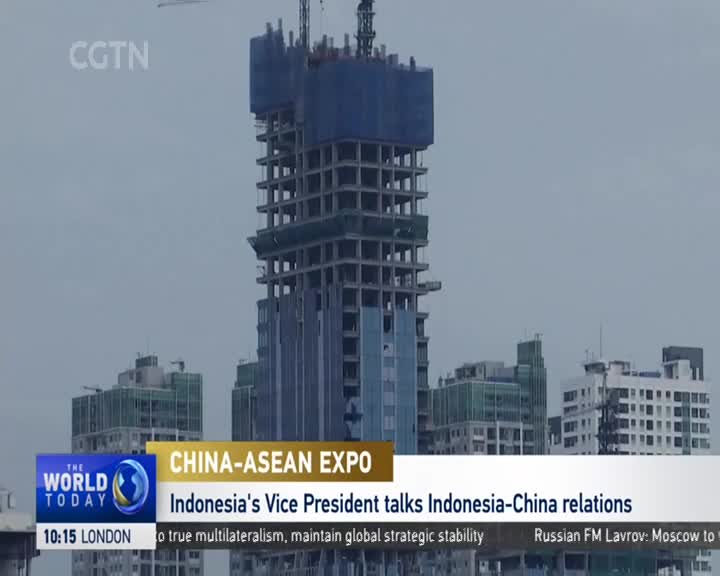 CGTN
CHINA-ASEAN EXPO
THE
WORLD
TODAY
Indonesia's Vice President talks Indonesia-China relations
10:15 LONDON
to true multilateralism, maintain global strategic stability
Russian FM Lavrov: Moscow to